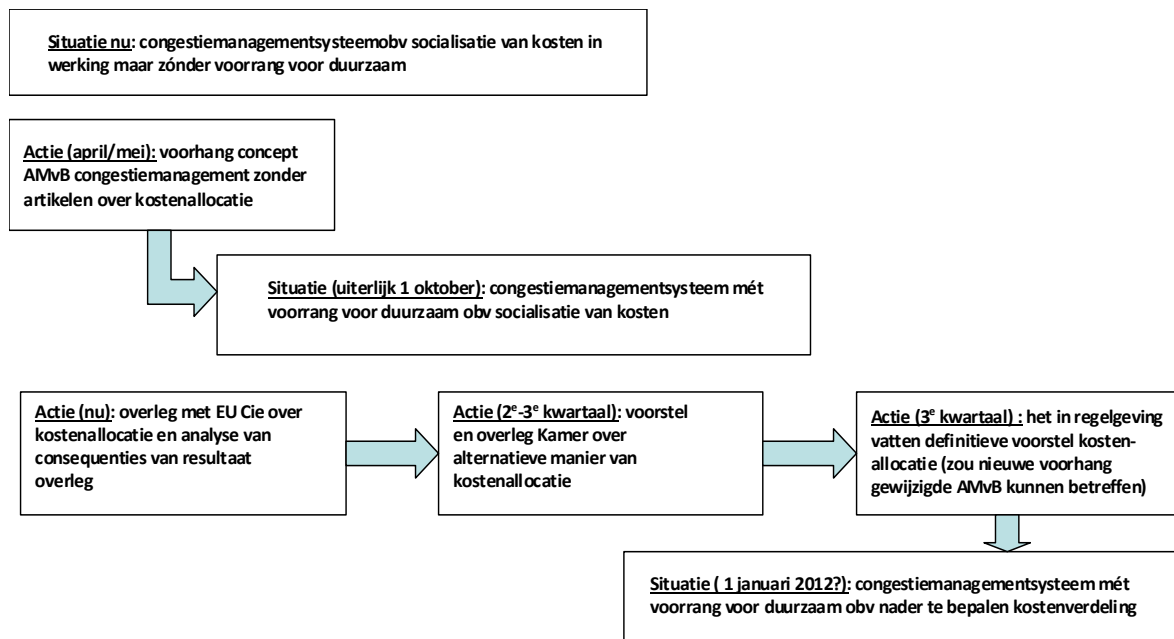 Situatie nu: congestiemanagementsysteemobv socialisatie van kosten in
werking maar zónder voorrang voor duurzaam
Actie (april/mei): voorhang concept
AMvB congestiemanagement zonder
artikelen over kostenallocatie
Situatie (uiterlijk 1 oktober): congestiemanagementsysteem mét
voorrang voor duurzaam obv socialisatie van kosten
Actie (nu): overleg met EU Cie over
kostenallocatie en analyse van
consequenties van resultaat
overleg
Actie (2e-3e kwartaal): voorstel
en overleg Kamer over
alternatieve manier van
kostenallocatie
Actie (3e kwartaal) : het in regelgeving
vatten definitieve voorstel kosten-
allocatie (zou nieuwe voorhang
gewijzigde AMvB kunnen betreffen)
Situatie ( 1 januari 2012?): congestiemanagementsysteem mét
voorrang voor duurzaam obv nader te bepalen kostenverdeling